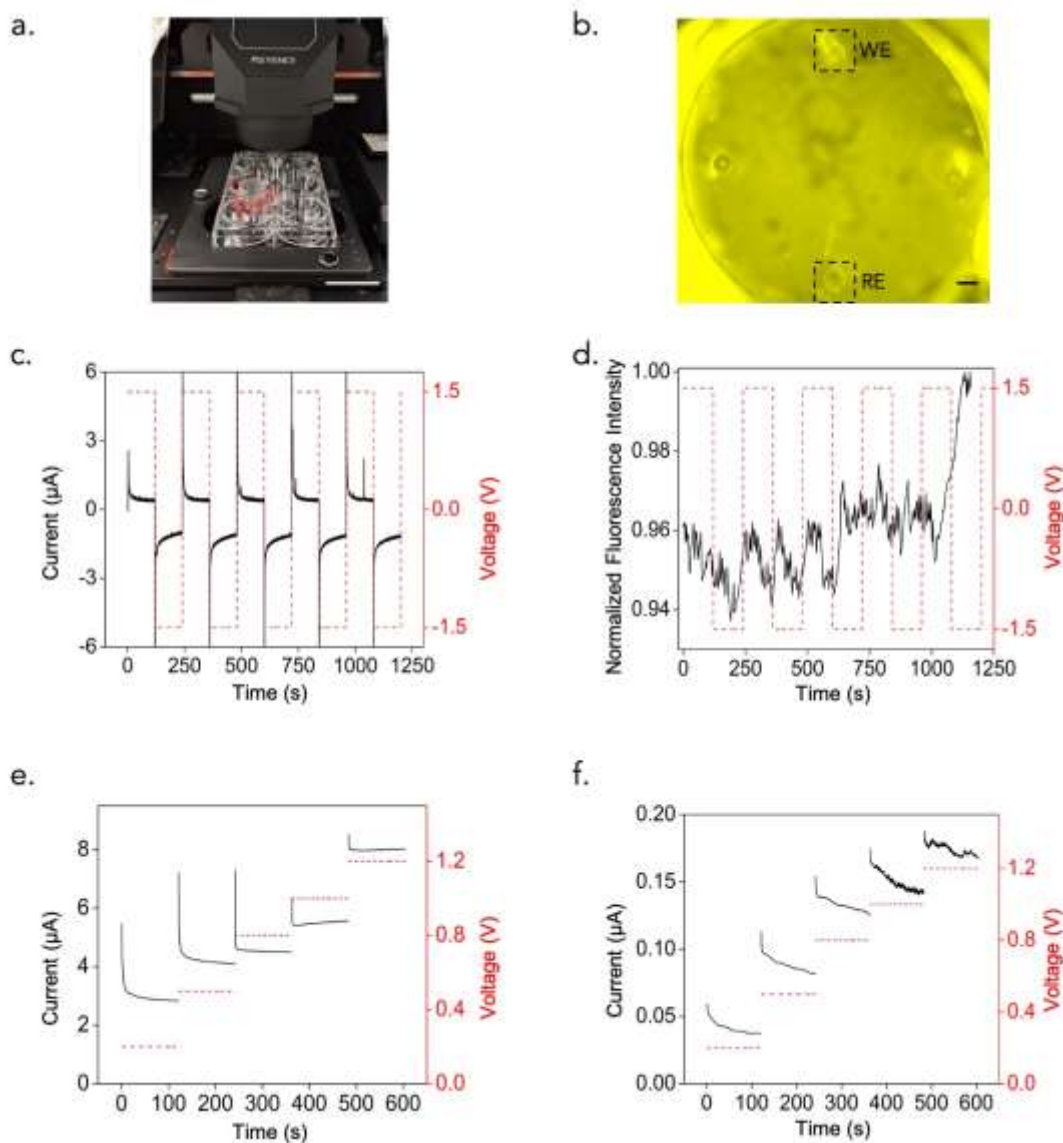 a.
b.
POLYXENICS
WE
RE
c.
d.
6
3
0
-3
-6
Current (µA)
1.5
0.0
-1.5
Voltage (V)
0 250 500 750 1000 1250
Time (s)
1.00
0.98
0.96
0.94
Normalized Fluorescence Intensity
1.5
0.0
-1.5
Voltage (V)
0 250 500 750 1000 1250
Time (s)
e.
f.
8
6
4
2
0
Current (µA)
1.2
0.8
0.4
0.0
Voltage (V)
0 100 200 300 400 500 600
Time (s)
0.20
0.15
0.10
0.05
0.00
Current (µA)
1.2
0.8
0.4
0.0
Voltage (V)
0 100 200 300 400 500 600
Time (s)